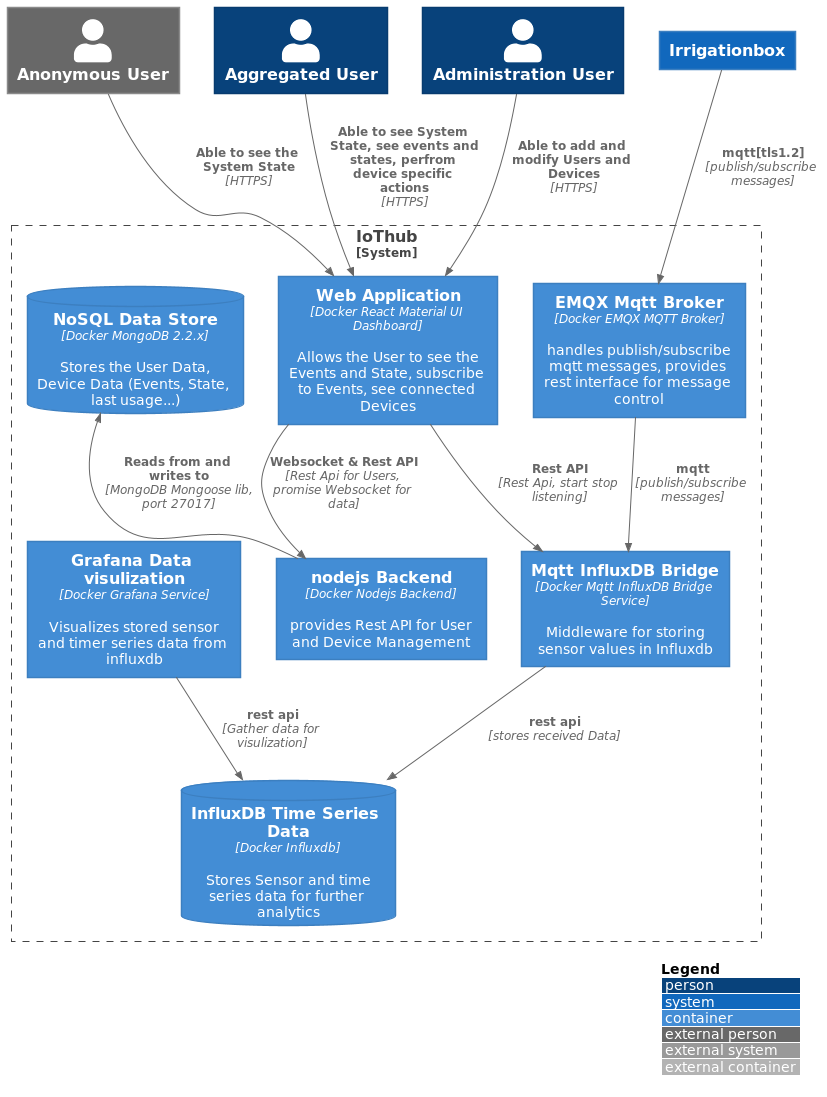 Anonymous User
Aggregated User
Administration User
Irrigationbox
Able to see the
System State
[HTTPS]
Able to see System
State, see events and
states, perfrom
device specific
actions
[HTTPS]
Able to add and
modify Users and
Devices
[HTTPS]
mqtt[tls1.2]
[publish/subscribe
messages]
IoThub
[System]
NoSQL Data Store
[Docker MongoDB 2.2.x]
Stores the User Data,
Device Data (Events, State,
last usage...)
Web Application
[Docker React Material UI
Dashboard]
Allows the User to see the
Events and State, subscribe
to Events, see connected
Devices
EMQX Mqtt Broker
[Docker EMQX MQTT Broker]
handles publish/subscribe
mqtt messages, provides
rest interface for message
control
Reads from and
writes to
[MongoDB Mongoose lib,
port 27017]
Websocket & Rest API
[Rest Api for Users,
promise Websocket for
data]
Rest API
[Rest Api, start stop
listening]
mqtt
[publish/subscribe
messages]
Grafana Data
visulization
[Docker Grafana Service]
Visualizes stored sensor
and timer series data from
influxdb
nodejs Backend
[Docker Nodejs Backend]
provides Rest API for User
and Device Management
Mqtt InfluxDB Bridge
[Docker Mqtt InfluxDB Bridge
Service]
Middleware for storing
sensor values in Influxdb
rest api
[Gather data for
visulization]
rest api
[stores received Data]
InfluxDB Time Series
Data
[Docker Influxdb]
Stores Sensor and time
series data for further
analytics
Legend
person
system
container
external person
external system
external container